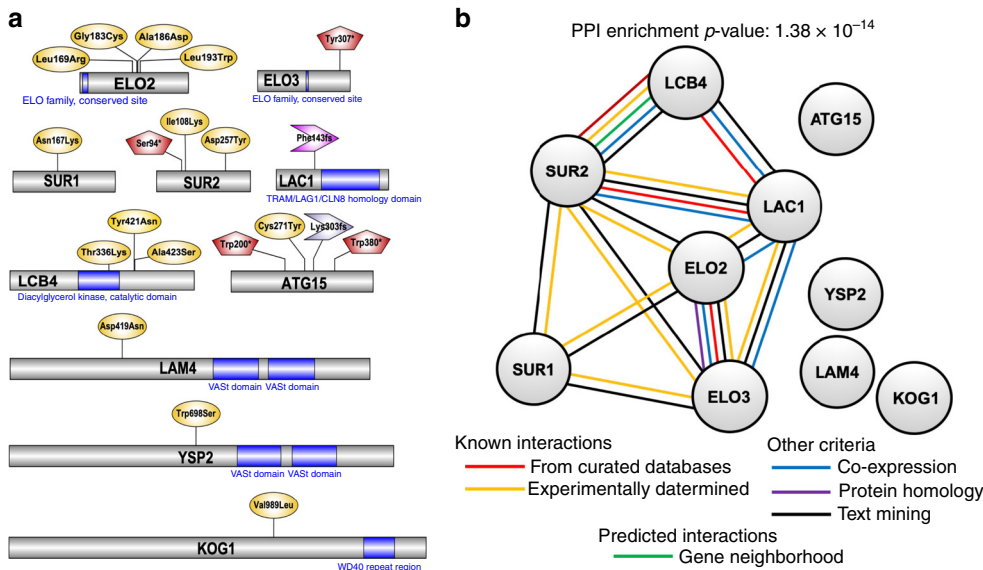 a
Gly183Cys
Ala186Asp
Leu169Arg
Leu193Trp
ELO2
ELO family, conserved site
Tyr307*
ELO3
ELO family, conserved site
Asn167Lys
SUR1
Ile108Lys
Ser94*
Asp257Tyr
SUR2
Phe143fs
LAC1
TRAM/LAG1/CLN8 homology domain
Tyr421Asn
Thr336Lys
Ala423Ser
LCB4
Diacylglycerol kinase, catalytic domain
Cys271Tyr
Lys303fs
Trp200*
Trp380*
ATG15
Asp419Asn
LAM4
VASt domain
VASt domain
Trp698Ser
YSP2
VASt domain
VASt domain
Val989Leu
KOG1
WD40 repeat region
b
PPI enrichment p-value: 1.38 × 10⁻¹⁴
LCB4
ATG15
SUR2
LAC1
ELO2
YSP2
SUR1
ELO3
LAM4
KOG1
Known interactions
From curated databases
Experimentally datermined
Other criteria
Co-expression
Protein homology
Text mining
Predicted interactions
Gene neighborhood